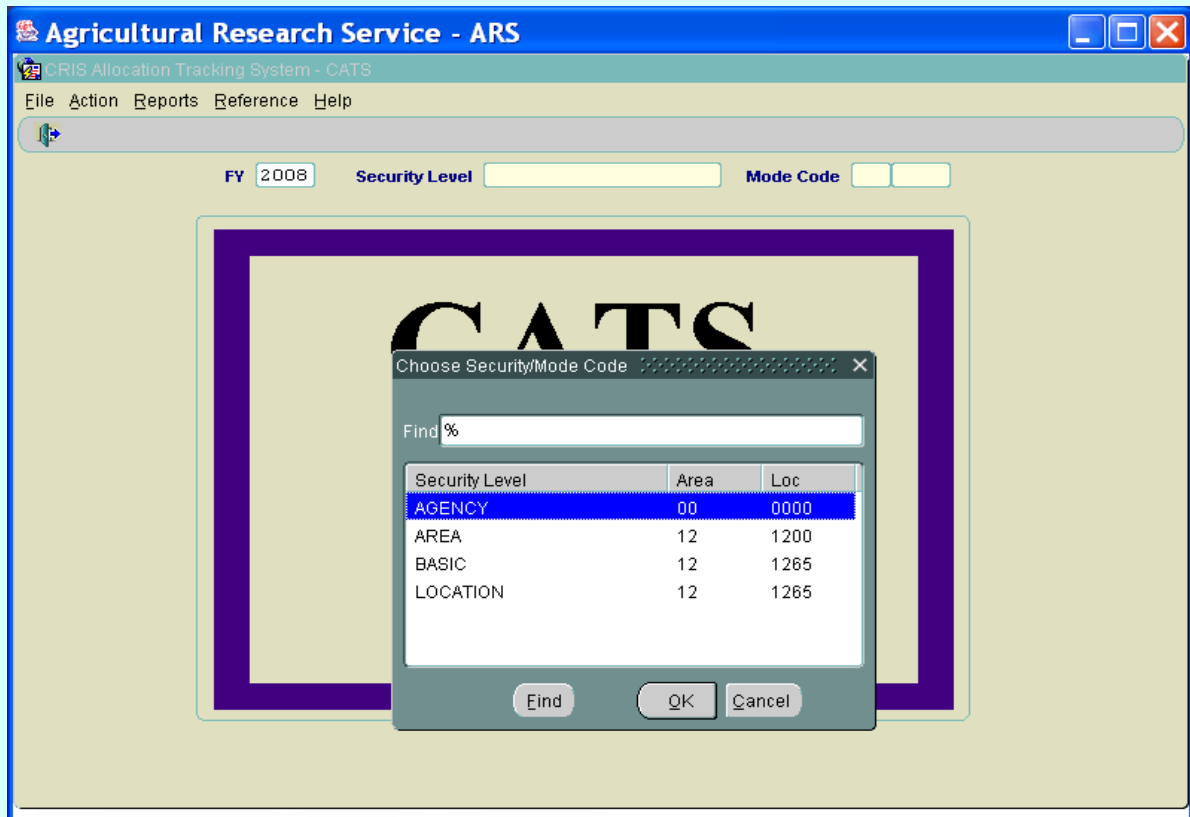 Agricultural Research Service - ARS
CRIS Allocation Tracking System - CATS
File Action Reports Reference Help
FY 2008 Security Level Mode Code
CATS
Choose Security/Mode Code
Find %
Security Level Area Loc
AGENCY 00 0000
AREA 12 1200
BASIC 12 1265
LOCATION 12 1265
Find OK Cancel